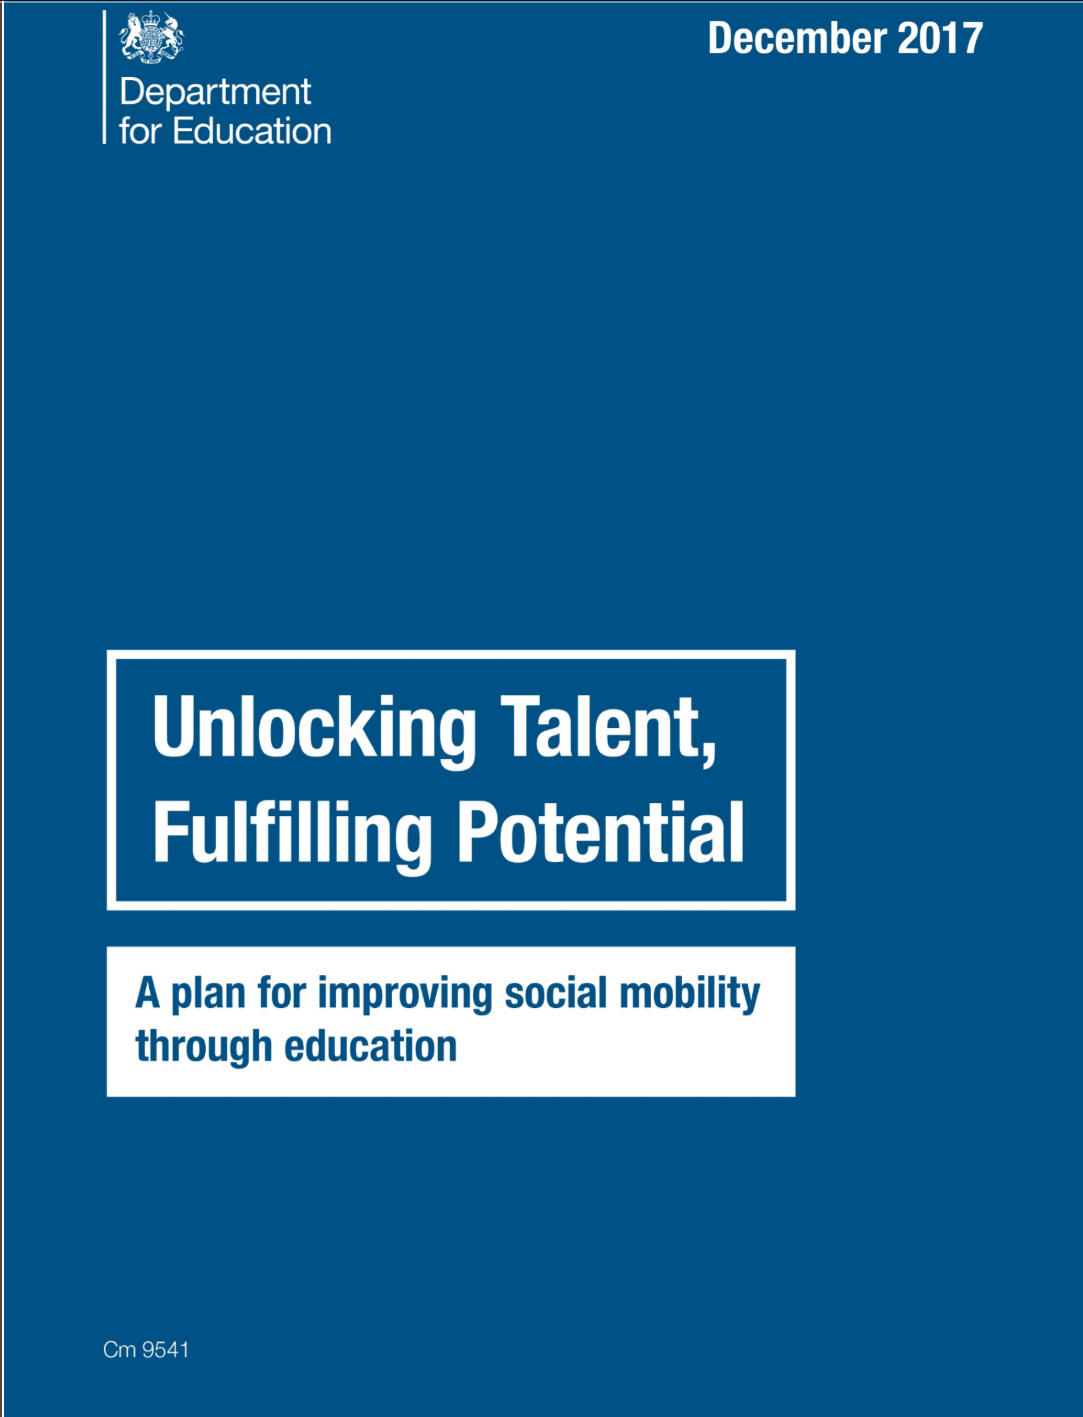 December 2017
Department
for Education
Unlocking Talent,
Fulfilling Potential
A plan for improving social mobility
through education
Cm 9541